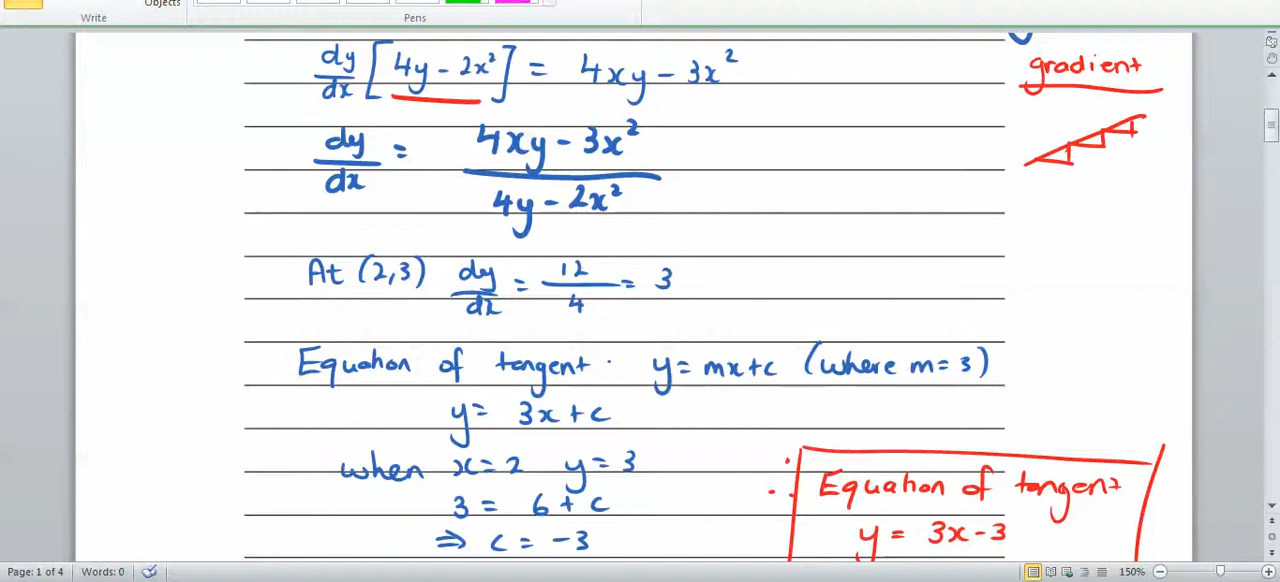 Objects
Write
Pens
dy/dx [4y - 2x²] = 4xy - 3x²
gradient
dy/dx = (4xy - 3x²)/(4y - 2x²)
At (2,3) dy/dx = 12/4 = 3
Equation of tangent. y = mx+c (where m = 3)
y = 3x + c
when x = 2 y = 3
3 = 6 + c
⇒ c = -3
∴ Equation of tangent
y = 3x - 3
Page: 1 of 4 Words: 0 150%